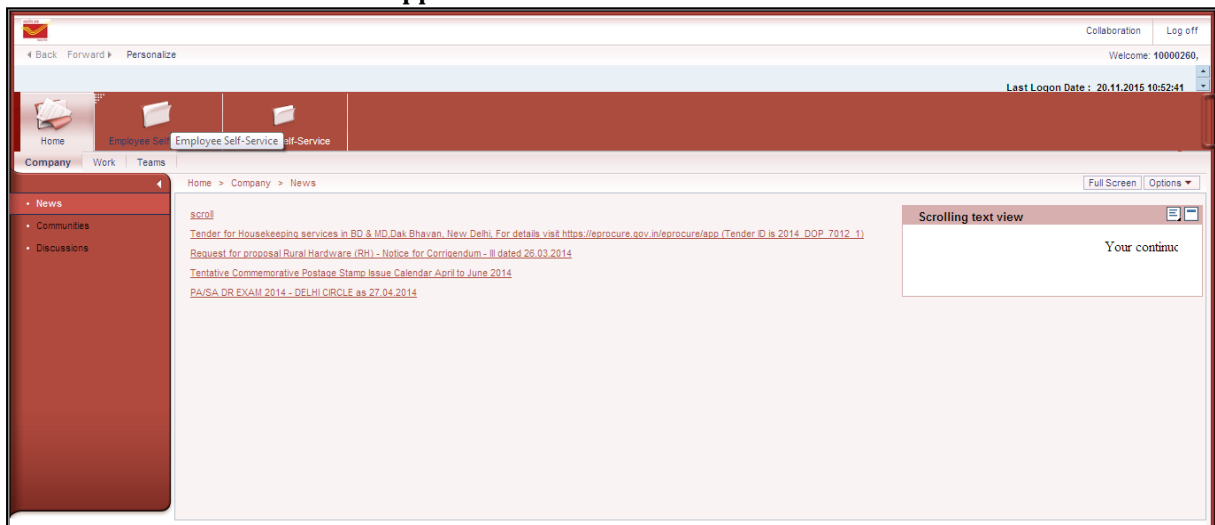 App
Collaboration Log off
Back Forward Personalize Welcome: 10000260,
Last Logon Date : 20.11.2015 10:52:41
Home Employee Self Employee Self-Service elf-Service
Company Work Teams
Home > Company > News Full Screen Options
• News
• Communities
• Discussions
scroll
Tender for Housekeeping services in BD & MD,Dak Bhavan, New Delhi, For details visit https://eprocure.gov.in/eprocure/app (Tender ID is 2014_DOP_7012_1)
Request for proposal Rural Hardware (RH) - Notice for Corrigendum - III dated 26.03.2014
Tentative Commemorative Postage Stamp Issue Calendar April to June 2014
PA/SA DR EXAM 2014 - DELHI CIRCLE as 27.04.2014
Scrolling text view
Your continuc